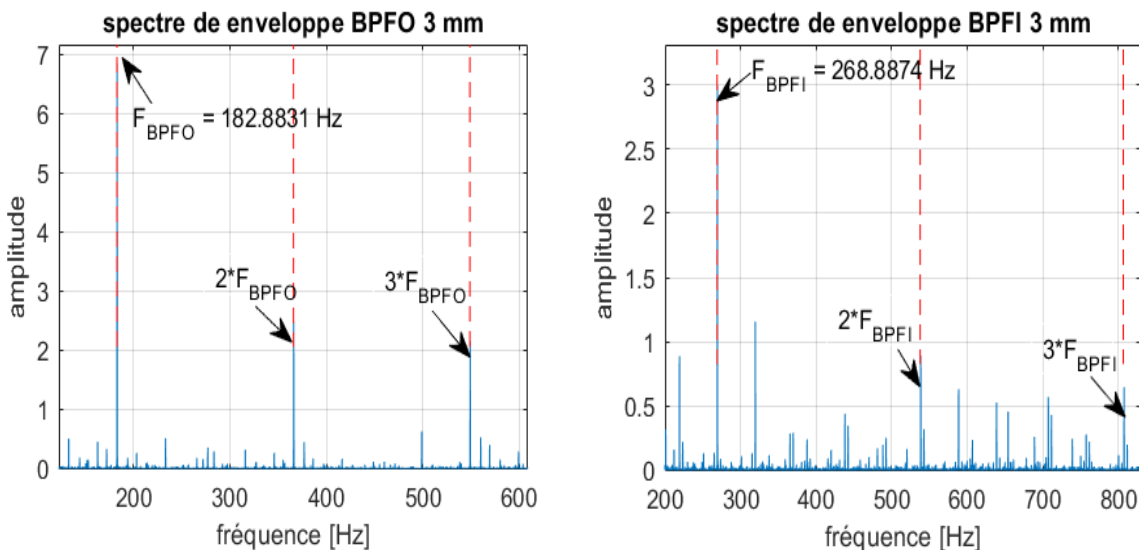 spectre de enveloppe BPFO 3 mm
7
6
5
4
3
2
1
0
amplitude
F_BPFO = 182.8831 Hz
2*F_BPFO
3*F_BPFO
200 300 400 500 600
fréquence [Hz]
spectre de enveloppe BPFI 3 mm
3
2.5
2
1.5
1
0.5
0
amplitude
F_BPFI = 268.8874 Hz
2*F_BPFI
3*F_BPFI
200 300 400 500 600 700 800
fréquence [Hz]